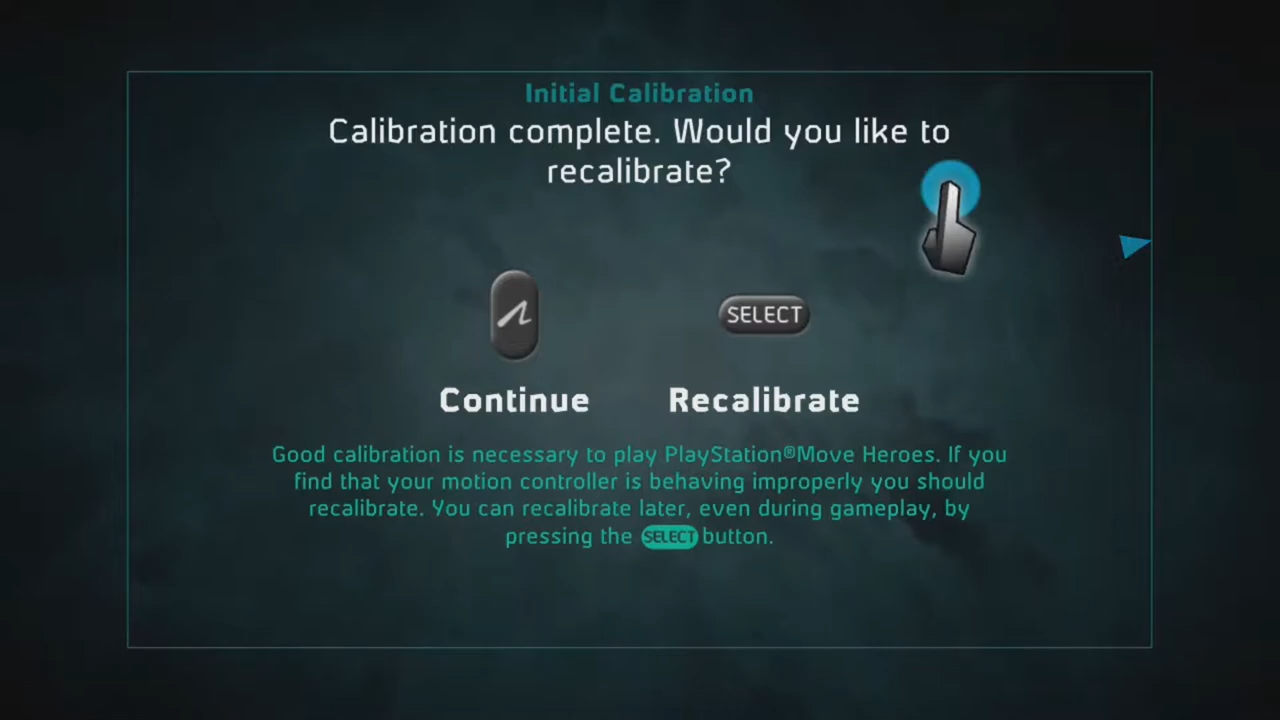 Initial Calibration
Calibration complete. Would you like to
recalibrate?
SELECT
Continue
Recalibrate
Good calibration is necessary to play PlayStation®Move Heroes. If you
find that your motion controller is behaving improperly you should
recalibrate. You can recalibrate later, even during gameplay, by
pressing the SELECT button.